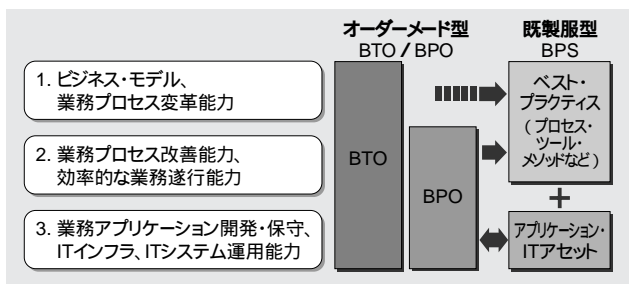 オーダーメード型
BTO / BPO
既製服型
BPS
1. ビジネス・モデル、
業務プロセス変革能力
2. 業務プロセス改善能力、
効率的な業務遂行能力
3. 業務アプリケーション開発・保守、
ITインフラ、ITシステム運用能力
BTO
BPO
ベスト・
プラクティス
(プロセス・
ツール・
メソッドなど)
+
アプリケーション・
ITアセット